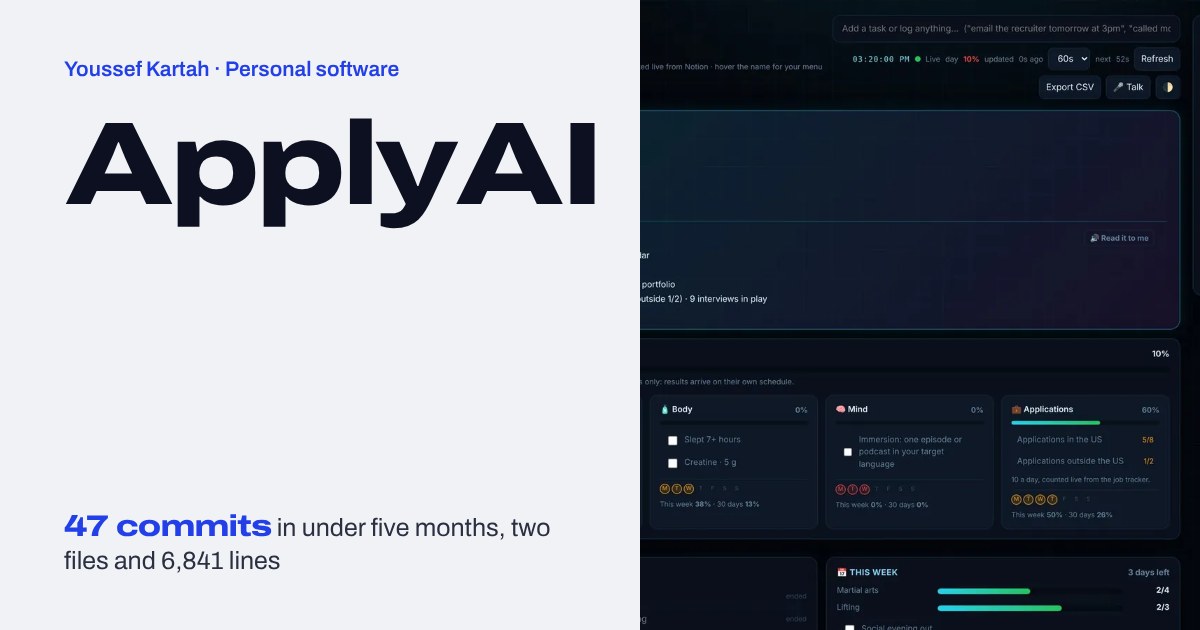 Youssef Kartah · Personal software
ApplyAI
47 commits in under five months, two
files and 6,841 lines
Add a task or log anything... ("email the recruiter tomorrow at 3pm", "called mo
ed live from Notion · hover the name for your menu
03:20:00 PM Live day 10% updated 0s ago 60s next 52s Refresh
Export CSV Talk
Read it to me
lar
portfolio
outside 1/2) · 9 interviews in play
10%
only: results arrive on their own schedule.
Body 0%
Slept 7+ hours
Creatine · 5 g
M T W T F S S
This week 38% · 30 days 13%
Mind 0%
Immersion: one episode or
podcast in your target
language
M T W T F S S
This week 0% · 30 days 0%
Applications 60%
Applications in the US 5/8
Applications outside the US 1/2
10 a day, counted live from the job tracker.
M T W T F S S
This week 50% · 30 days 26%
ended
ended
THIS WEEK 3 days left
Martial arts 2/4
Lifting 2/3
Social evening out